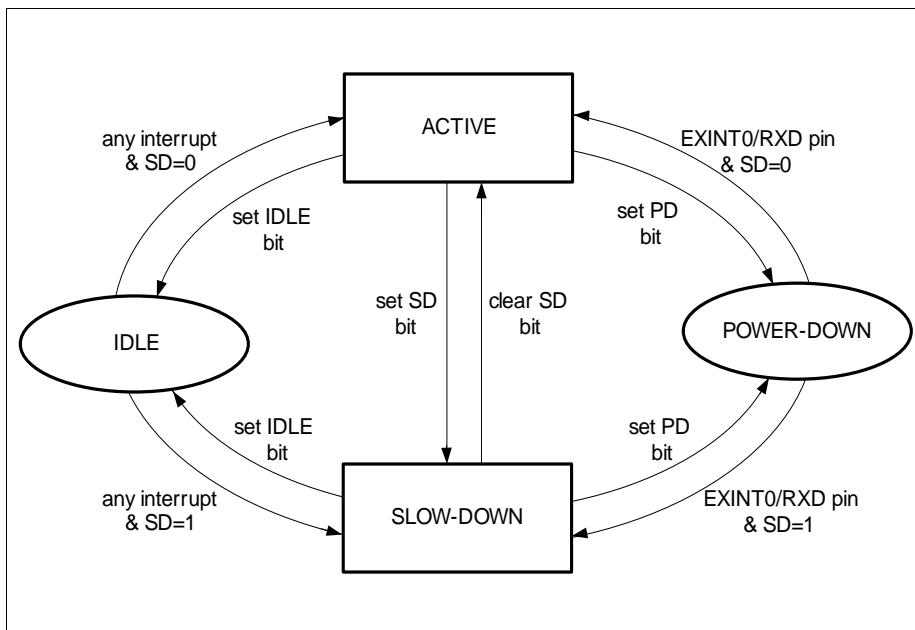 ACTIVE
any interrupt
& SD=0
EXINT0/RXD pin
& SD=0
set IDLE
bit
set PD
bit
set SD
bit
clear SD
bit
IDLE
POWER-DOWN
set IDLE
bit
set PD
bit
any interrupt
& SD=1
SLOW-DOWN
EXINT0/RXD pin
& SD=1